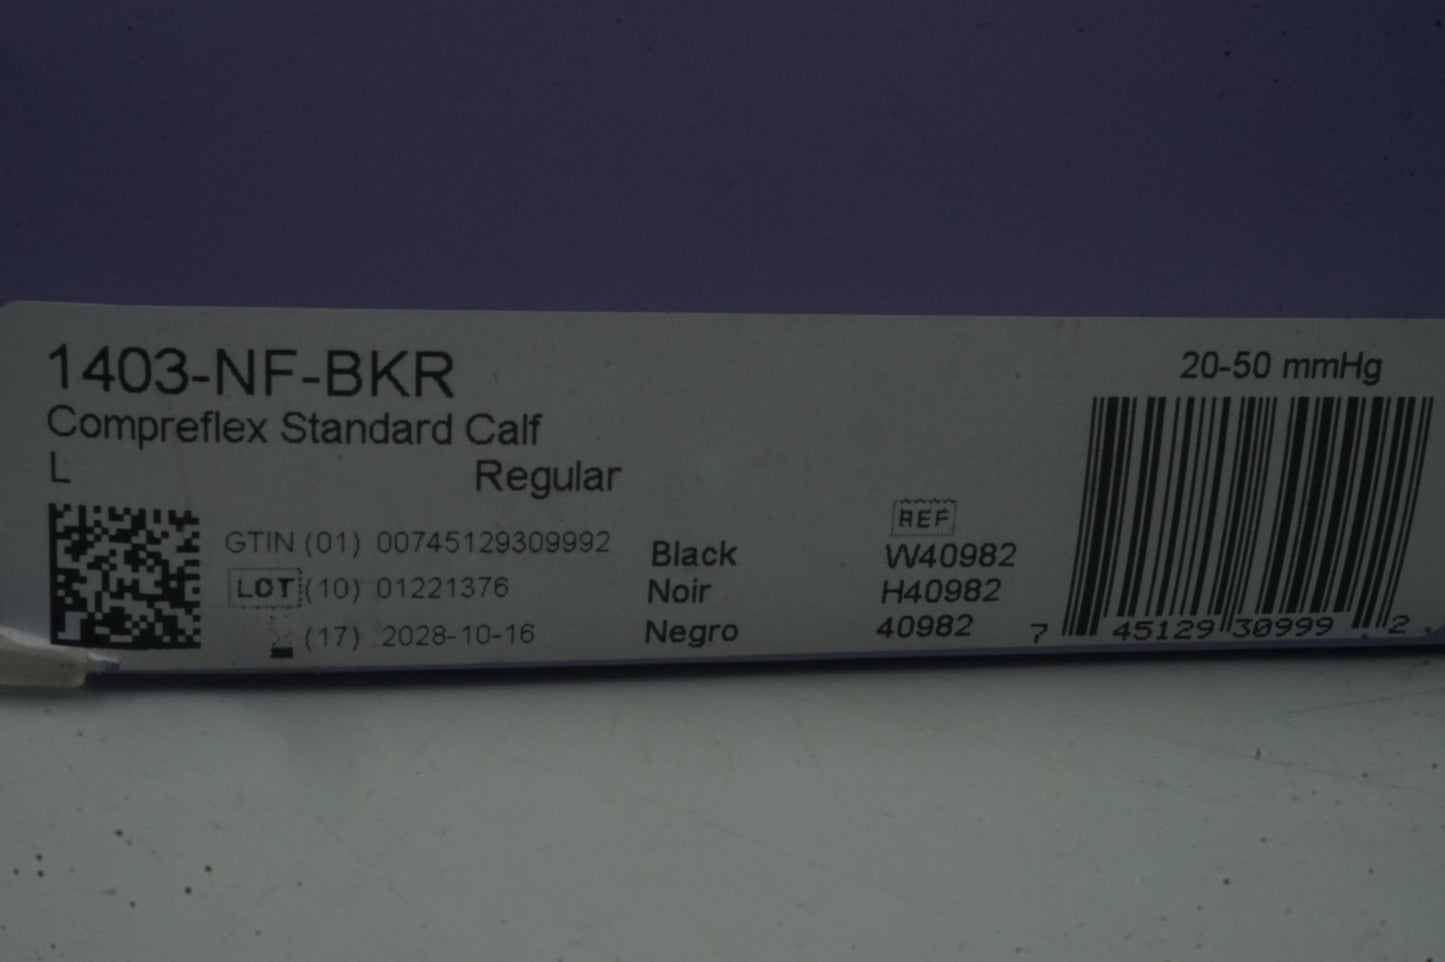 1403-NF-BKR
20-50 mmHg
Compreflex Standard Calf
L Regular
GTIN (01) 00745129309992
LOT (10) 01221376
(17) 2028-10-16
Black
Noir
Negro
REF
W40982
H40982
40982
7 45129 30999 2